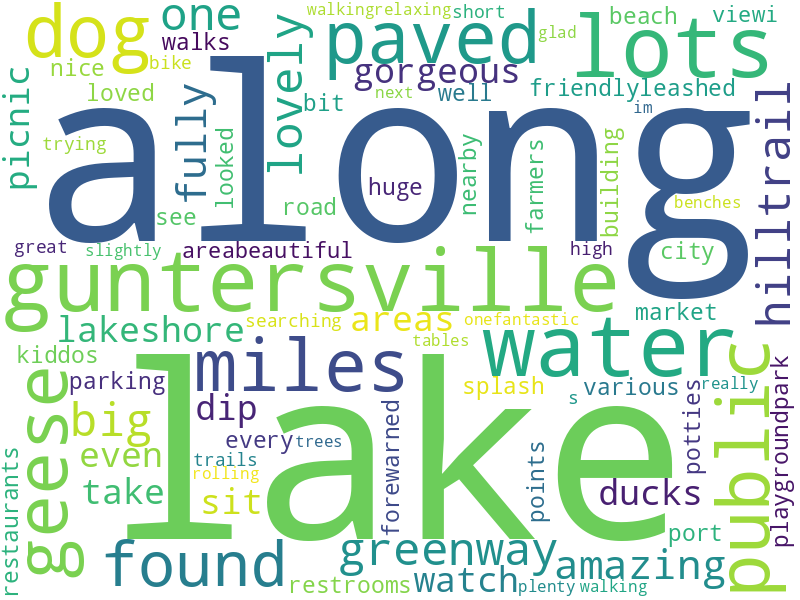 walkingrelaxing short
dog one paved lots beach viewi
walks glad
nice bike gorgeous
picnic loved lovely fully bit next well friendlyleashed
im
along
trying looked huge nearby farmers building hilltrail
see road benches
great slightly areabeautiful high city
guntersville
lakeshore searching areas onefantastic market
kiddos miles tables water
parking splash various really
lake
geese big dip s public
even every trees forewarned potties playgroundpark
trails points
take rolling sit ducks
restaurants port
found greenway amazing
restrooms watch plenty walking